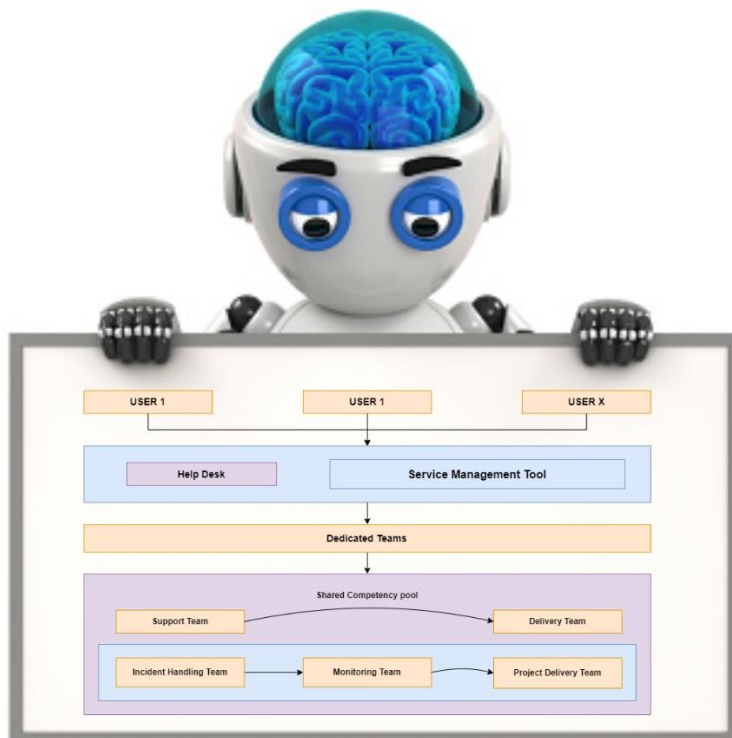 USER 1
USER 1
USER X
Help Desk
Service Management Tool
Dedicated Teams
Shared Competency pool
Support Team
Delivery Team
Incident Handling Team
Monitoring Team
Project Delivery Team